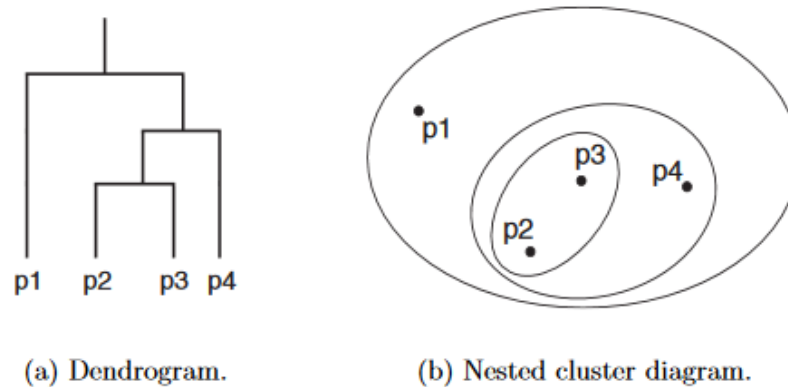 p1
p2
p3
p4
(a) Dendrogram.
p1
p3
p4
p2
(b) Nested cluster diagram.